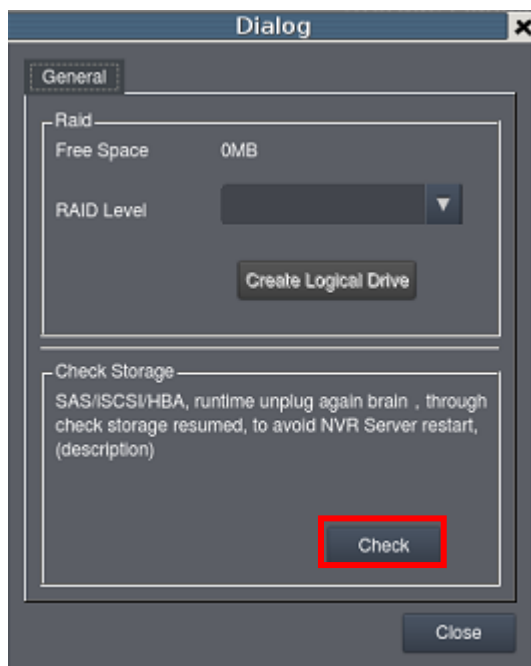 Dialog
General
Raid
Free Space 0MB
RAID Level
Create Logical Drive
Check Storage
SAS/ISCSI/HBA, runtime unplug again brain , through
check storage resumed, to avoid NVR Server restart,
(description)
Check
Close